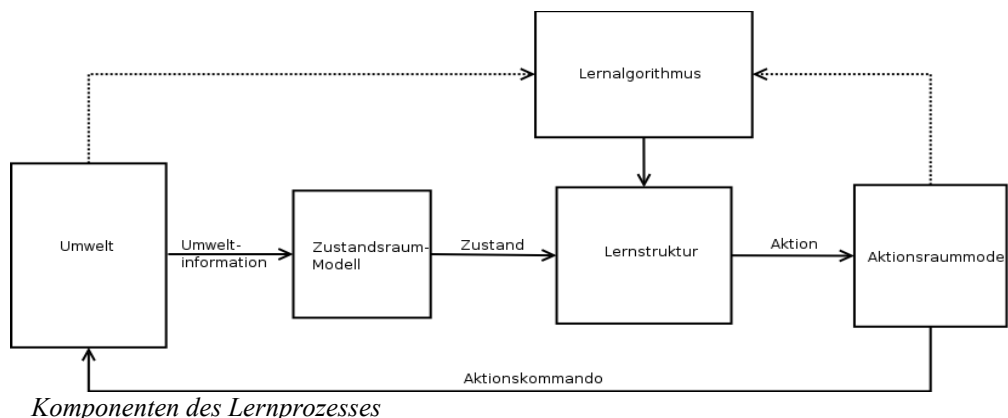 Lernalgorithmus
Umwelt
Umwelt-
information
Zustandsraum-
Modell
Zustand
Lernstruktur
Aktion
Aktionsraummode
Aktionskommando
Komponenten des Lernprozesses